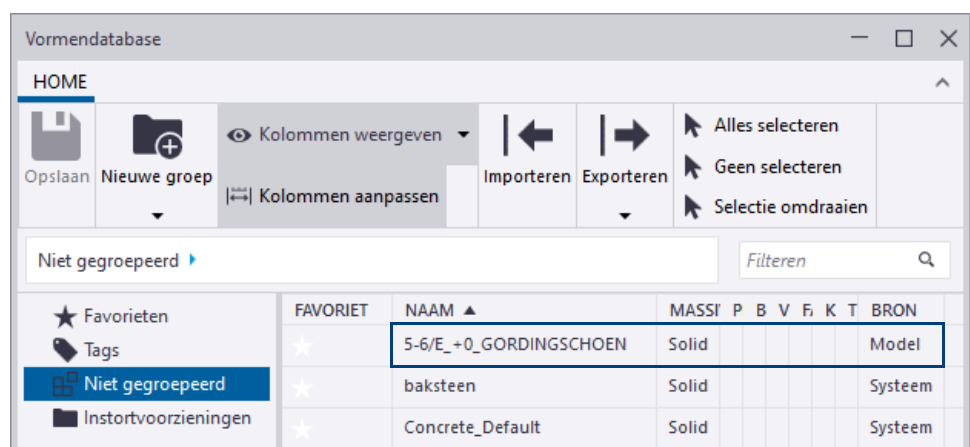 Vormendatabase
HOME
Opslaan
Nieuwe groep
Kolommen weergeven
Kolommen aanpassen
Importeren
Exporteren
Alles selecteren
Geen selecteren
Selectie omdraaien
Niet gegroepeerd
Filteren
Favorieten
Tags
Niet gegroepeerd
Instortvoorzieningen
FAVORIET NAAM MASSI P B V F K T BRON
5-6/E_+0_GORDINGSCHOEN Solid Model
baksteen Solid Systeem
Concrete_Default Solid Systeem